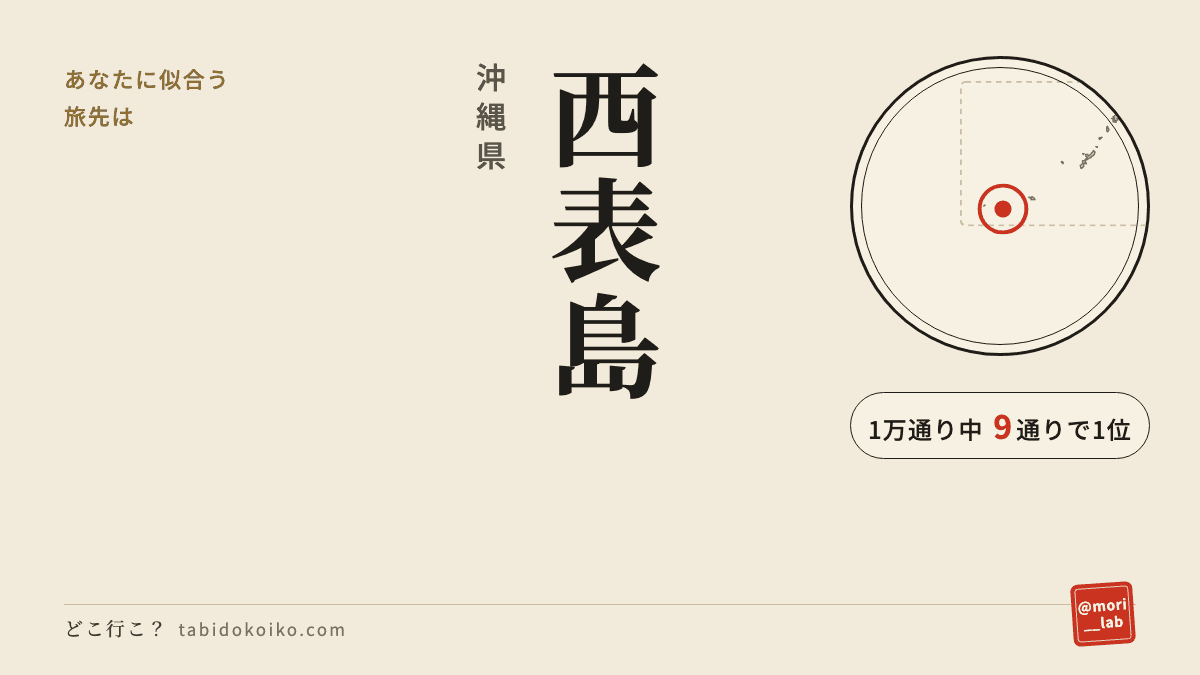 あなたに似合う
旅先は
西表島
沖縄県
1万通り中 9通りで1位
どこ行こ？ tabidokoiko.com
@mori
__lab